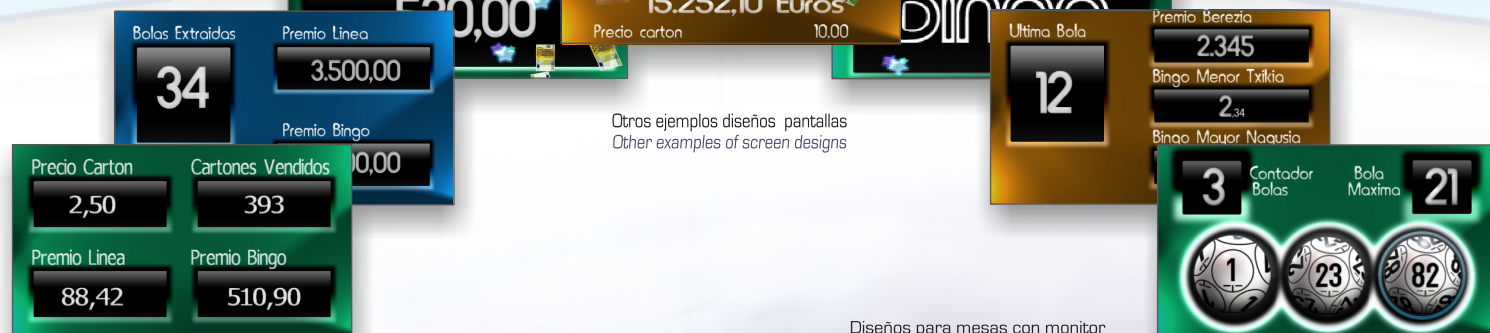 15.252,10 Euros
Precio carton 10.00
Bolas Extraidas
34
Premio Linea
3.500,00
Premio Bingo
Precio Carton
2,50
Cartones Vendidos
393
Premio Linea
88,42
Premio Bingo
510,90
Otros ejemplos diseños pantallas
Other examples of screen designs
Ultima Bola
12
Premio Berezia
2.345
Bingo Menor Txikia
2,34
Bingo Mayor Nagusia
3
Contador
Bolas
Bola
Maxima
21
1
23
82
Diseños para mesas con monitor